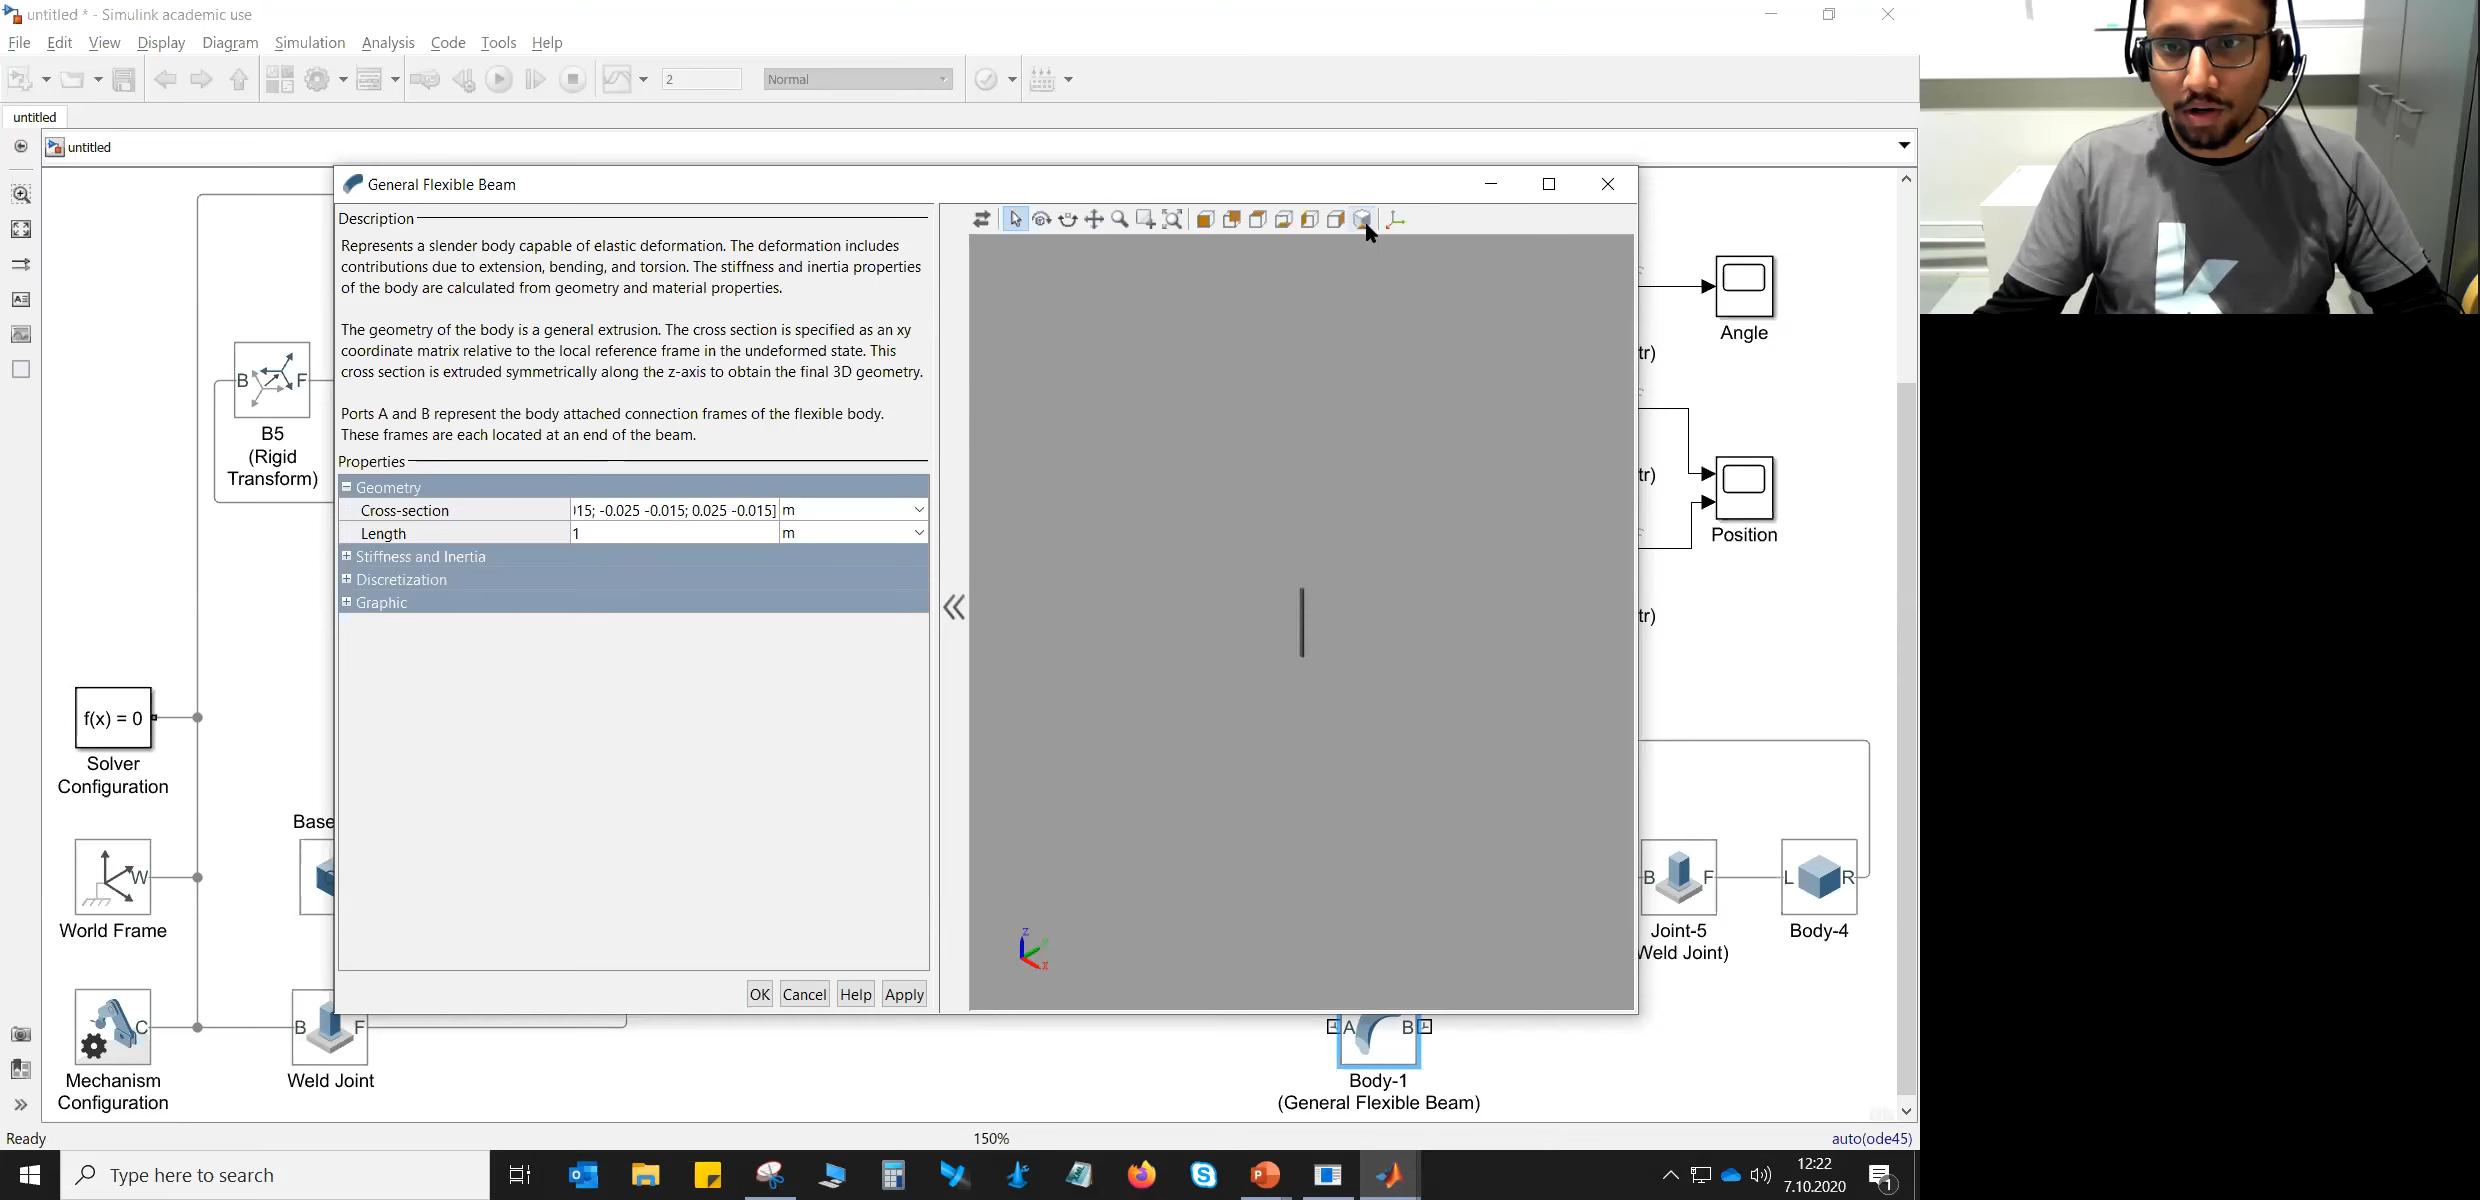 untitled * - Simulink academic use
File Edit View Display Diagram Simulation Analysis Code Tools Help
2
Normal
untitled
untitled
General Flexible Beam
Description
Represents a slender body capable of elastic deformation. The deformation includes
contributions due to extension, bending, and torsion. The stiffness and inertia properties
of the body are calculated from geometry and material properties.
The geometry of the body is a general extrusion. The cross section is specified as an xy
coordinate matrix relative to the local reference frame in the undeformed state. This
cross section is extruded symmetrically along the z-axis to obtain the final 3D geometry.
Ports A and B represent the body attached connection frames of the flexible body.
These frames are each located at an end of the beam.
Properties
Geometry
Cross-section 15; -0.025 -0.015; 0.025 -0.015] m
Length 1 m
Stiffness and Inertia
Discretization
Graphic
OK Cancel Help Apply
z
x
B F
B5
(Rigid
Transform)
f(x) = 0
Solver
Configuration
Base
W
World Frame
C
Mechanism
Configuration
B F
Weld Joint
tr)
Angle
tr)
Position
tr)
B F
Joint-5
Weld Joint)
L R
Body-4
A B
Body-1
(General Flexible Beam)
Ready
150%
auto(ode45)
Type here to search
12:22
7.10.2020
1
k